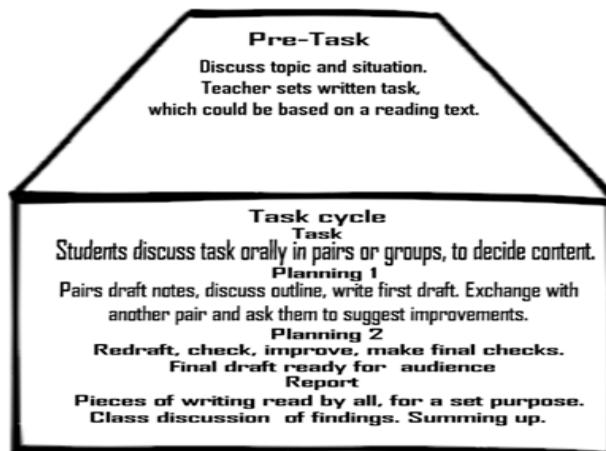 Pre-Task
Discuss topic and situation.
Teacher sets written task,
which could be based on a reading text.
Task cycle
Task
Students discuss task orally in pairs or groups, to decide content.
Planning 1
Pairs draft notes, discuss outline, write first draft. Exchange with
another pair and ask them to suggest improvements.
Planning 2
Redraft, check, improve, make final checks.
Final draft ready for audience
Report
Pieces of writing read by all, for a set purpose.
Class discussion of findings. Summing up.